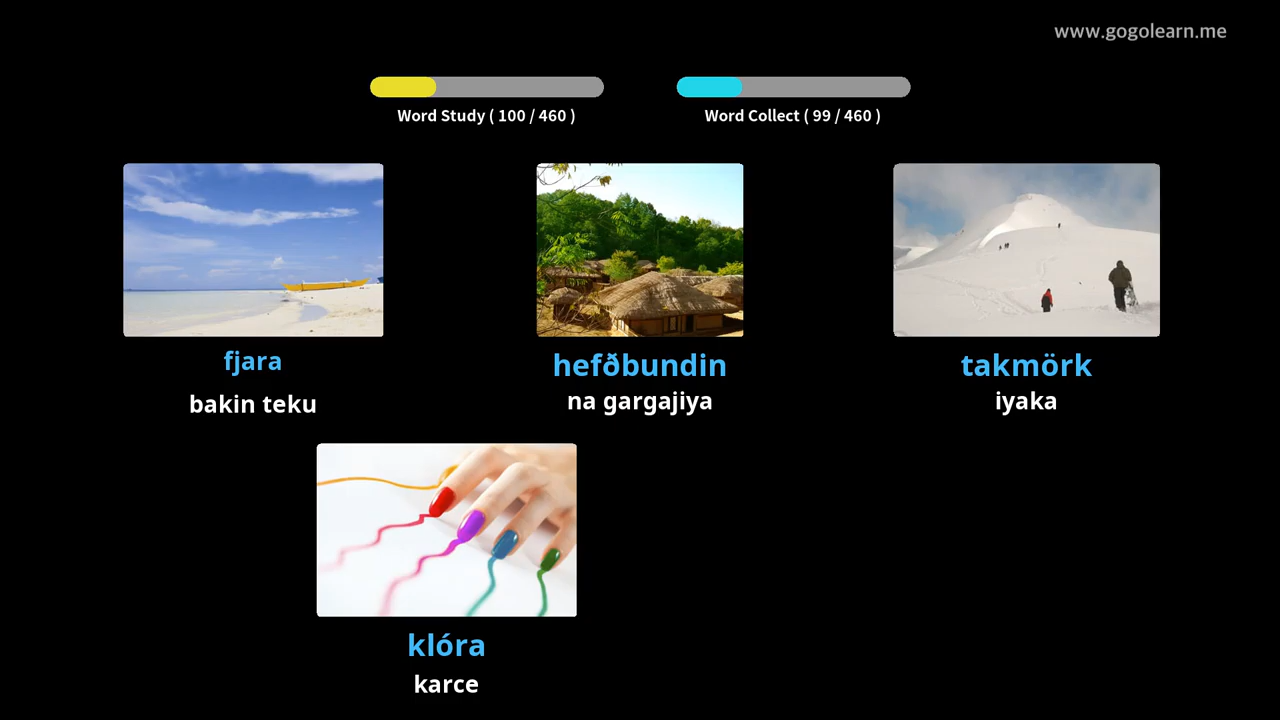 www.gogolearn.me
Word Study ( 100 / 460 )
Word Collect ( 99 / 460 )
fjara
bakin teku
hefðbundin
na gargajiya
takmörk
iyaka
klóra
karce